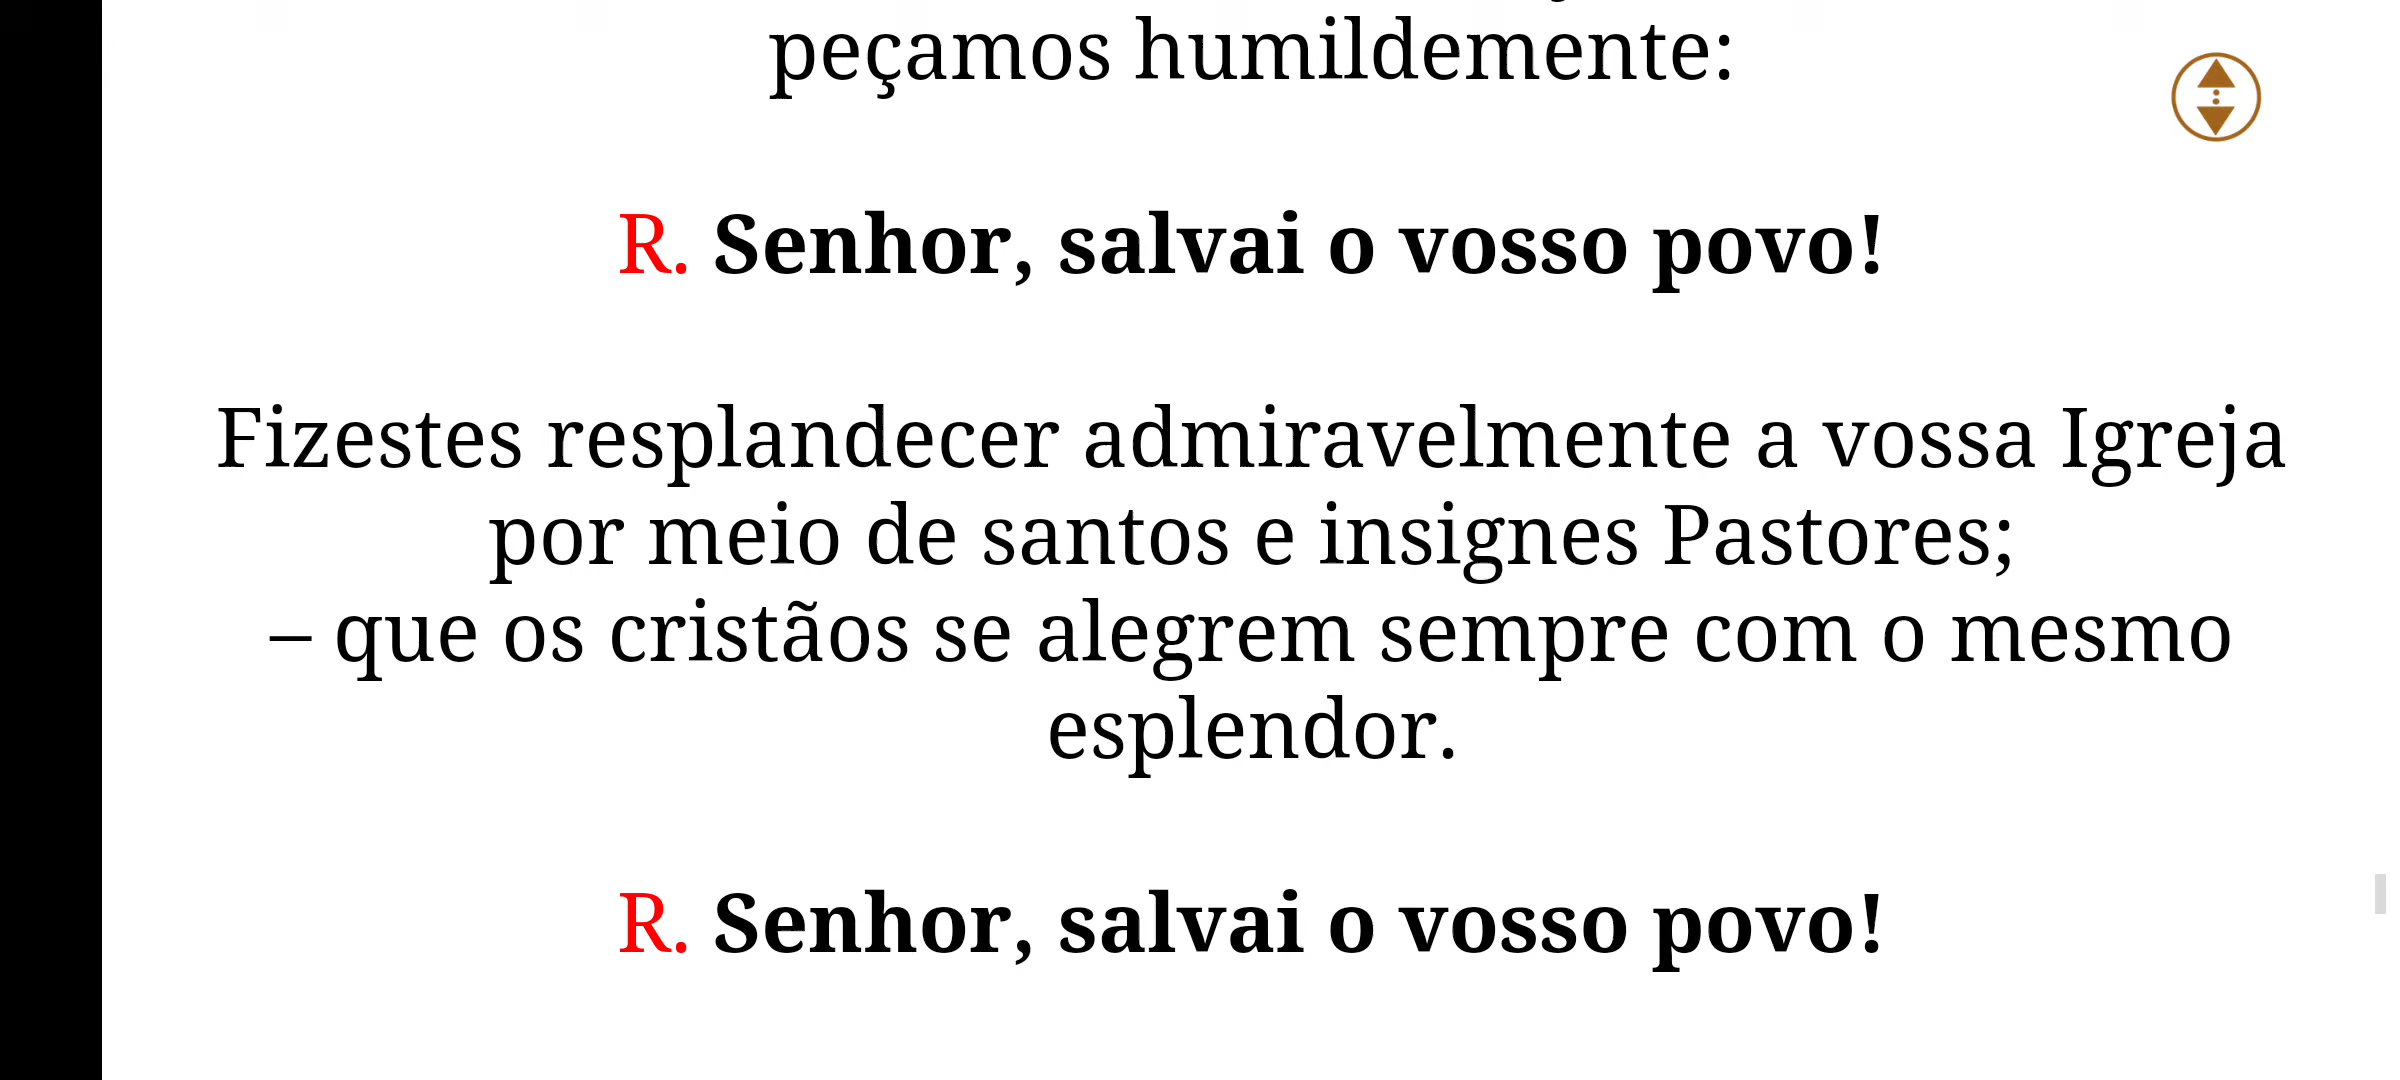 peçamos humildemente:
R. Senhor, salvai o vosso povo!
Fizestes resplandecer admiravelmente a vossa Igreja
por meio de santos e insignes Pastores;
– que os cristãos se alegrem sempre com o mesmo
esplendor.
R. Senhor, salvai o vosso povo!